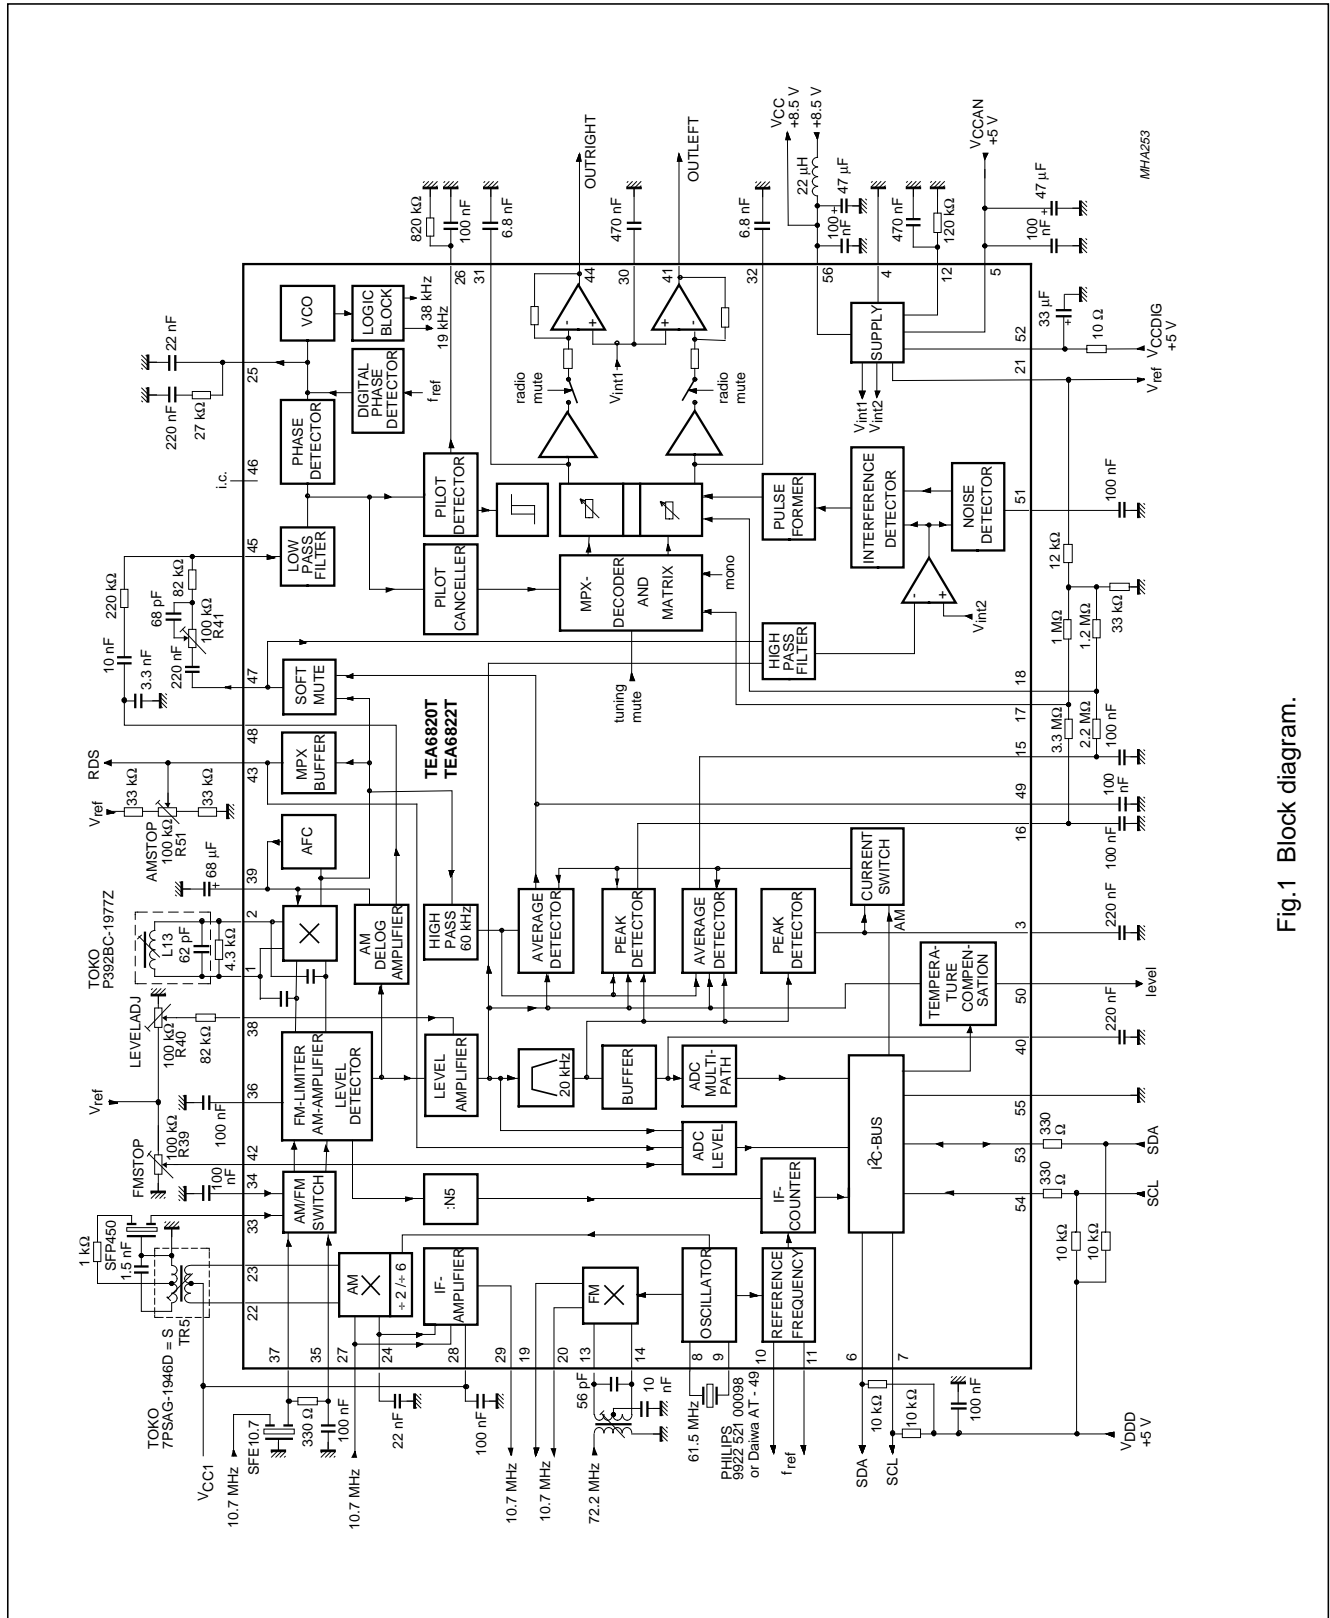 TOKO
7PSAG-1946D = S
TR5
1 kΩ
SFP450
1.5 nF
FMSTOP
100 kΩ
R39
100
nF
Vref
100 nF
LEVELADJ
100 kΩ
R40
82 kΩ
TOKO
P392BC-1977Z
L13
62 pF
4.3 kΩ
68 µF
+
AMSTOP
100 kΩ
R51
Vref
33 kΩ
33 kΩ
RDS
10 nF
3.3 nF
220 kΩ
220 nF
68 pF
100 kΩ
R41
82 kΩ
i.c.
220 nF
27 kΩ
22 nF
22
23
33
34
42
36
38
1
2
39
43
48
47
45
46
25
VCC1
10.7 MHz
SFE10.7
330 Ω
100 nF
10.7 MHz
22 nF
100 nF
10.7 MHz
10.7 MHz
72.2 MHz
56 pF
10
nF
61.5 MHz
PHILIPS
9922 521 00098
or Daiwa AT - 49
fref
SDA
SCL
10 kΩ
10 kΩ
100 nF
VDDD
+5 V
37
35
27
24
28
29
19
20
13
14
8
9
10
11
6
7
AM/FM
SWITCH
FM-LIMITER
AM-AMPLIFIER
LEVEL
DETECTOR
AFC
MPX
BUFFER
SOFT
MUTE
LOW
PASS
FILTER
PHASE
DETECTOR
VCO
AM
÷ 2 /÷ 6
IF-
AMPLIFIER
:N5
LEVEL
AMPLIFIER
AM
DELOG
AMPLIFIER
HIGH
PASS
60 kHz
TEA6820T
TEA6822T
PILOT
CANCELLER
PILOT
DETECTOR
DIGITAL
PHASE
DETECTOR
fref
LOGIC
BLOCK
19 kHz
38 kHz
20 kHz
AVERAGE
DETECTOR
FM
BUFFER
PEAK
DETECTOR
tuning
mute
MPX-
DECODER
AND
MATRIX
mono
radio
mute
Vint1
radio
mute
OSCILLATOR
ADC
LEVEL
ADC
MULTI-
PATH
AVERAGE
DETECTOR
REFERENCE
FREQUENCY
IF-
COUNTER
PEAK
DETECTOR
HIGH
PASS
FILTER
PULSE
FORMER
I2C-BUS
CURRENT
SWITCH
AM
INTERFERENCE
DETECTOR
Vint1
Vint2
SUPPLY
TEMPERA-
TURE
COMPEN-
SATION
Vint2
NOISE
DETECTOR
-
+
-
+
-
+
26
31
44
30
41
32
56
4
12
5
820 kΩ
100 nF
6.8 nF
OUTRIGHT
470 nF
OUTLEFT
6.8 nF
VCC
+8.5 V
+8.5 V
22 µH
100
nF
+
47 µF
470 nF
120 kΩ
VCCAN
+5 V
100
nF
+
47 µF
54
53
55
40
50
3
16
49
15
17
18
51
21
52
330
Ω
330
Ω
SCL
SDA
10 kΩ
10 kΩ
220 nF
level
220 nF
100 nF
100
nF
100 nF
3.3 MΩ
2.2 MΩ
1 MΩ
1.2 MΩ
33 kΩ
12 kΩ
100 nF
Vref
VCCDIG
+5 V
10 Ω
33 µF
+
MHA253
Fig.1 Block diagram.